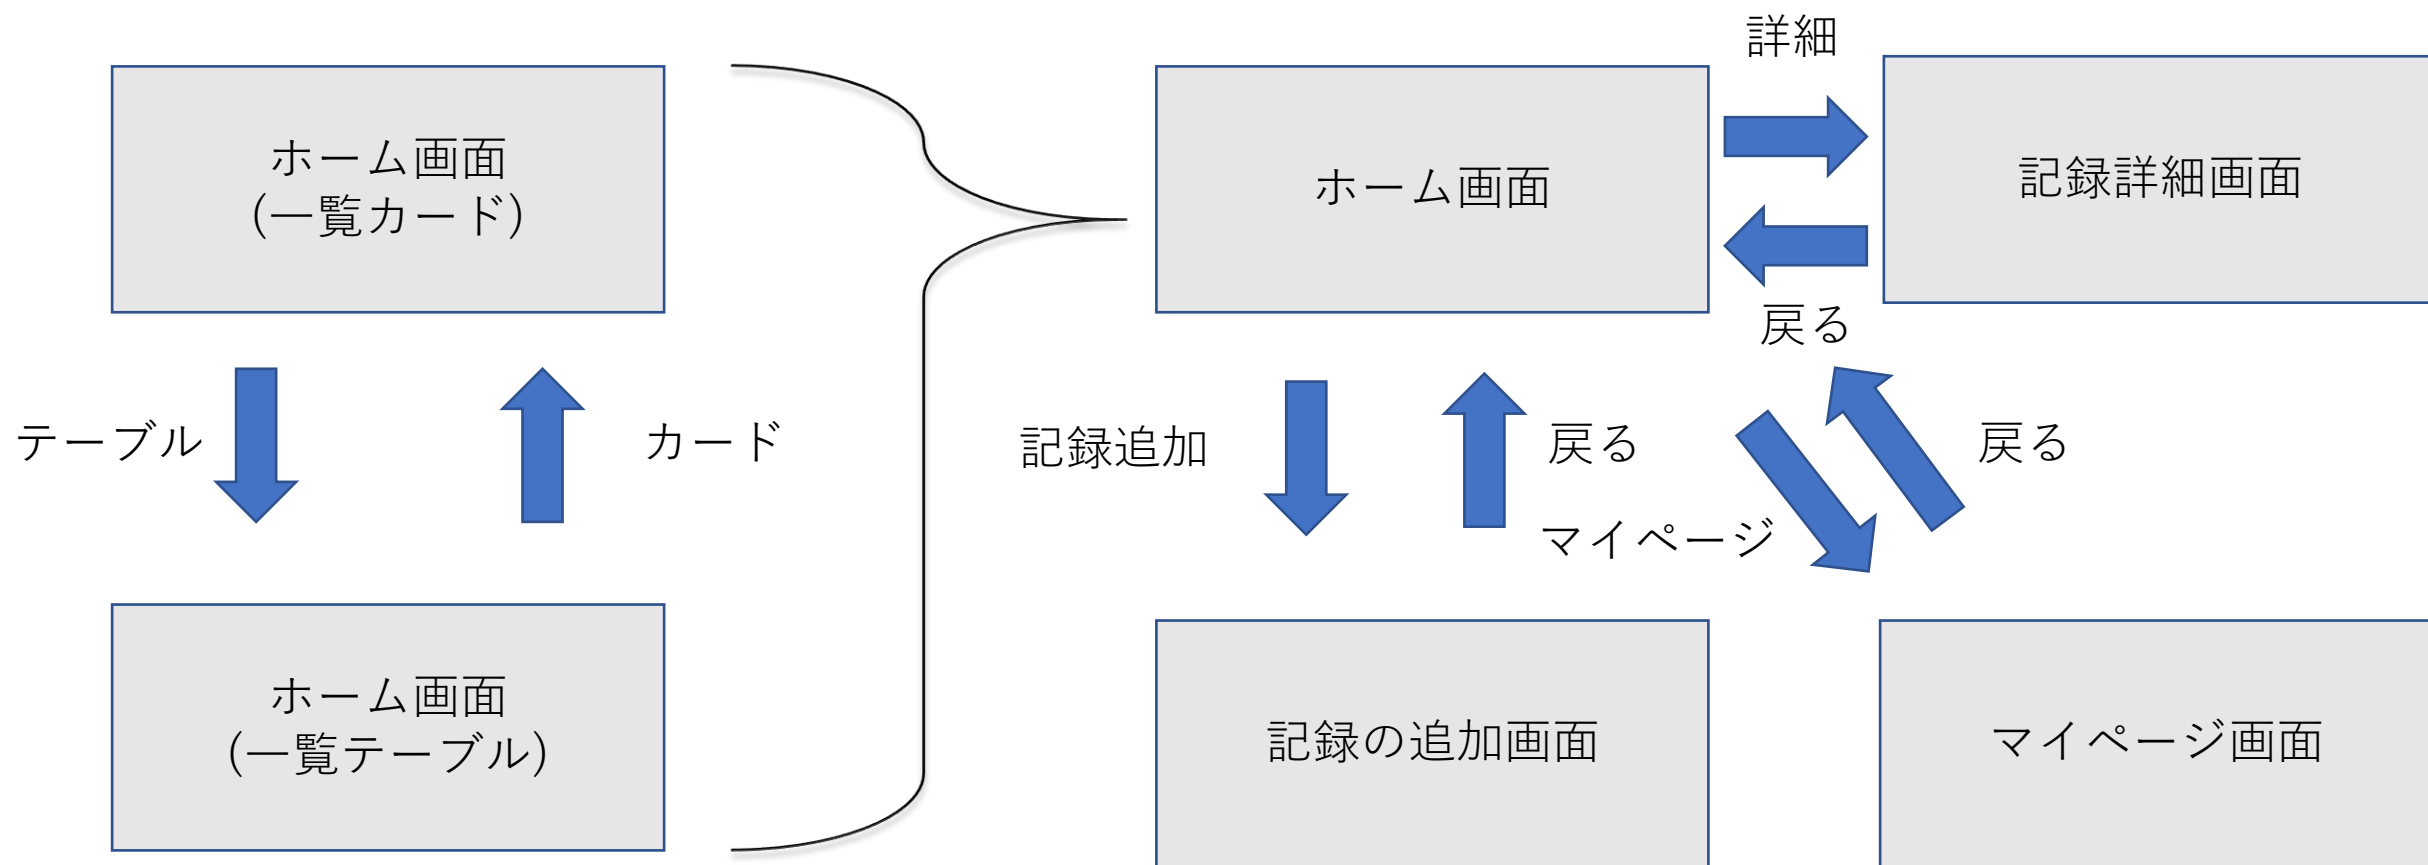 詳細
ホーム画面
(一覧カード)
ホーム画面
記録詳細画面
戻る
テーブル
カード
記録追加
戻る
戻る
マイページ
ホーム画面
(一覧テーブル)
記録の追加画面
マイページ画面